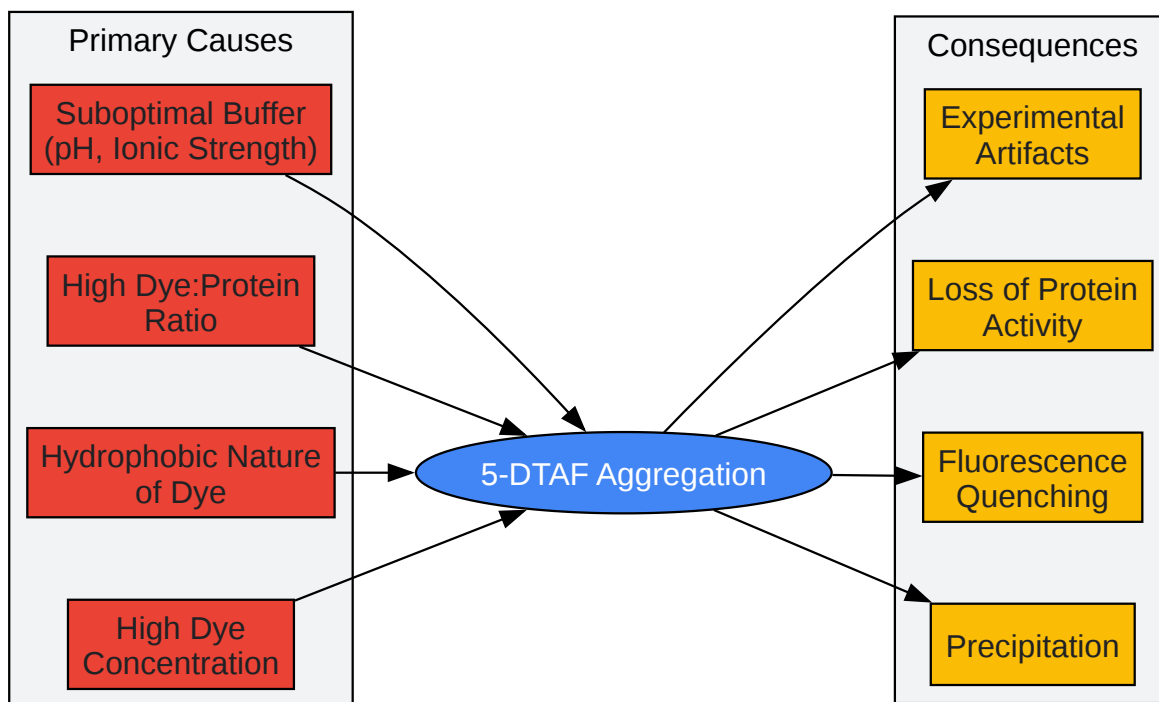 Primary Causes
Suboptimal Buffer
(pH, Ionic Strength)
High Dye:Protein
Ratio
Hydrophobic Nature
of Dye
High Dye
Concentration
5-DTAF Aggregation
Consequences
Experimental
Artifacts
Loss of Protein
Activity
Fluorescence
Quenching
Precipitation